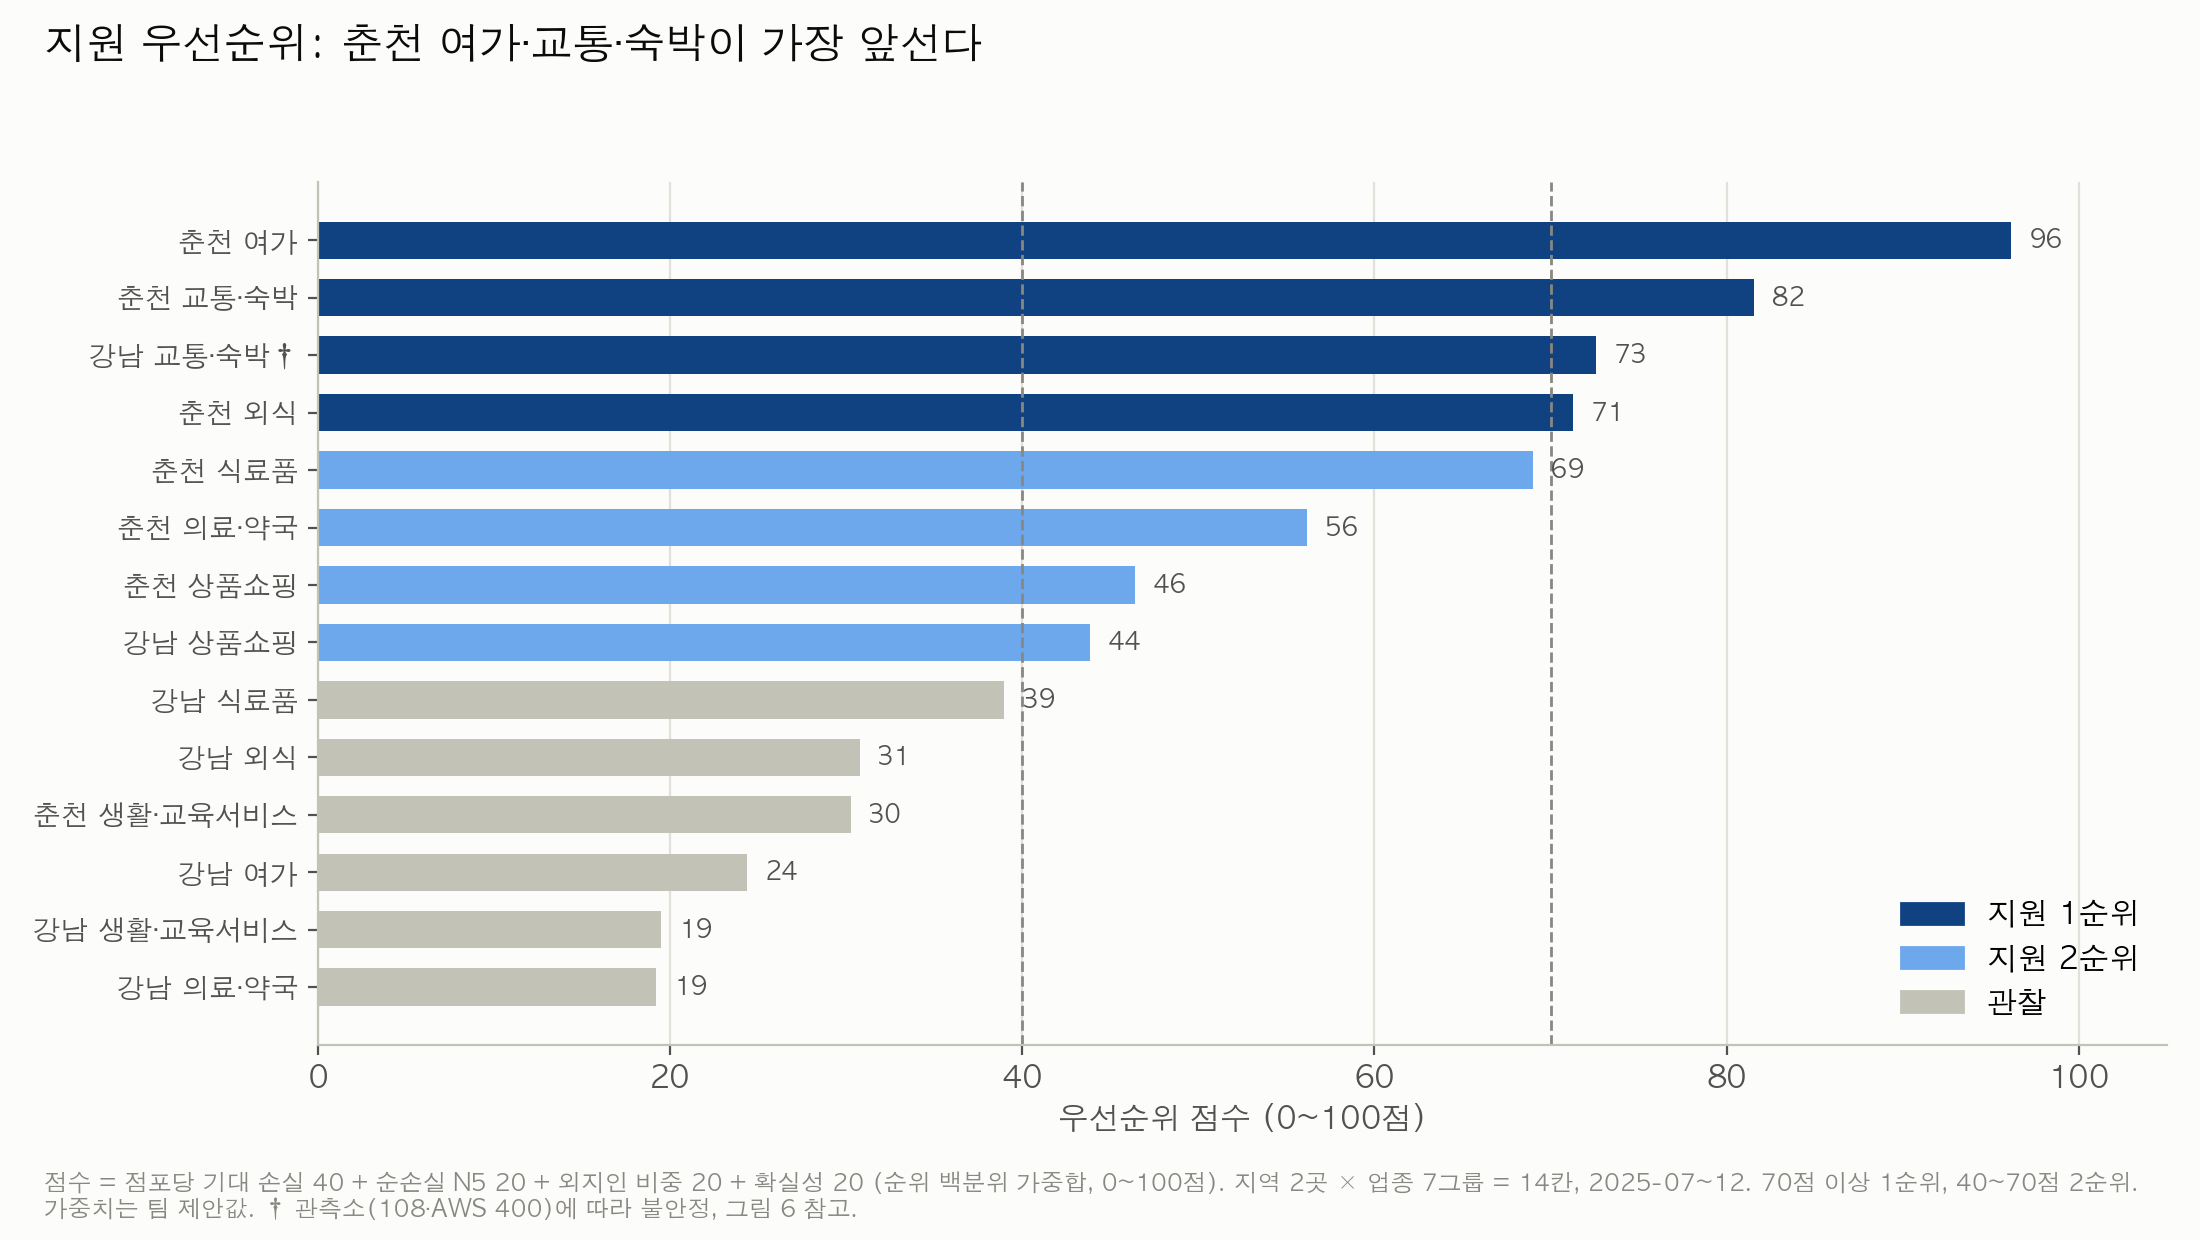 지원 우선순위: 춘천 여가·교통·숙박이 가장 앞선다
춘천 여가 96
춘천 교통·숙박 82
강남 교통·숙박 † 73
춘천 외식 71
춘천 식료품 69
춘천 의료·약국 56
춘천 상품쇼핑 46
강남 상품쇼핑 44
강남 식료품 39
강남 외식 31
춘천 생활·교육서비스 30
강남 여가 24
강남 생활·교육서비스 19
강남 의료·약국 19
지원 1순위
지원 2순위
관찰
0 20 40 60 80 100
우선순위 점수 (0~100점)
점수 = 점포당 기대 손실 40 + 순손실 N5 20 + 외지인 비중 20 + 확실성 20 (순위 백분위 가중합, 0~100점). 지역 2곳 × 업종 7그룹 = 14칸, 2025-07~12. 70점 이상 1순위, 40~70점 2순위.
가중치는 팀 제안값. † 관측소(108·AWS 400)에 따라 불안정, 그림 6 참고.